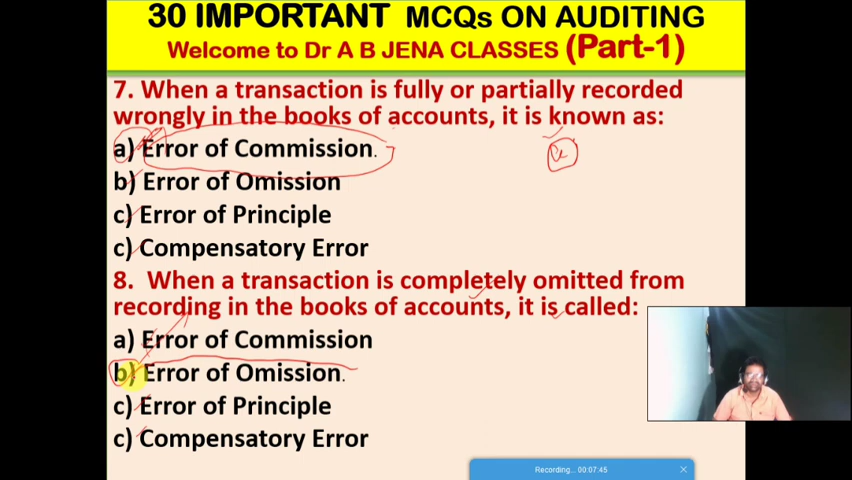 30 IMPORTANT MCQs ON AUDITING
Welcome to Dr A B JENA CLASSES (Part-1)
7. When a transaction is fully or partially recorded
wrongly in the books of accounts, it is known as:
a) Error of Commission.
b) Error of Omission
c) Error of Principle
c) Compensatory Error
8. When a transaction is completely omitted from
recording in the books of accounts, it is called:
a) Error of Commission
b) Error of Omission.
c) Error of Principle
c) Compensatory Error
Recording... 00:07:45